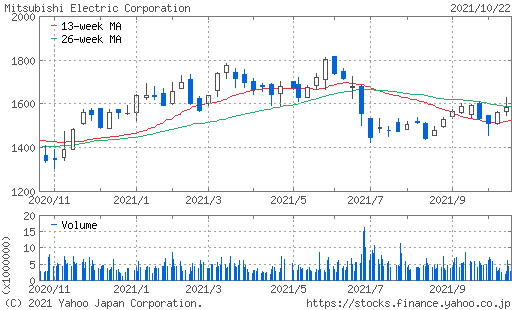 Mitsubishi Electric Corporation 2021/10/22
13-week MA
26-week MA
2000
1800
1600
1400
1200
2020/11 2021/1 2021/3 2021/5 2021/7 2021/9
Volume
20
15
10
5
0
(x1000000)
2020/11 2021/1 2021/3 2021/5 2021/7 2021/9
(C) 2021 Yahoo Japan Corporation. https://stocks.finance.yahoo.co.jp/